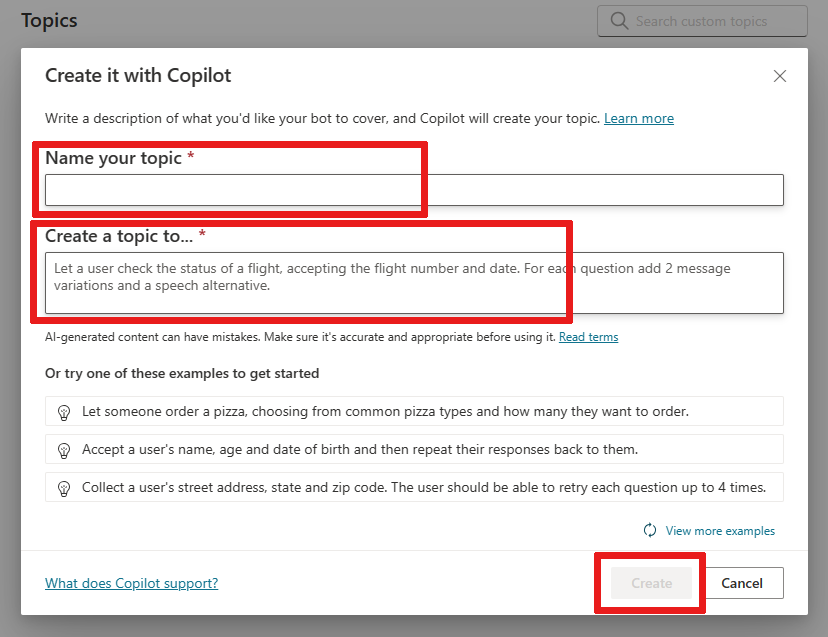 Topics
Search custom topics
Create it with Copilot
Write a description of what you'd like your bot to cover, and Copilot will create your topic. Learn more
Name your topic *
Create a topic to... *
Let a user check the status of a flight, accepting the flight number and date. For each question add 2 message
variations and a speech alternative.
AI-generated content can have mistakes. Make sure it's accurate and appropriate before using it. Read terms
Or try one of these examples to get started
Let someone order a pizza, choosing from common pizza types and how many they want to order.
Accept a user's name, age and date of birth and then repeat their responses back to them.
Collect a user's street address, state and zip code. The user should be able to retry each question up to 4 times.
View more examples
What does Copilot support?
Create
Cancel